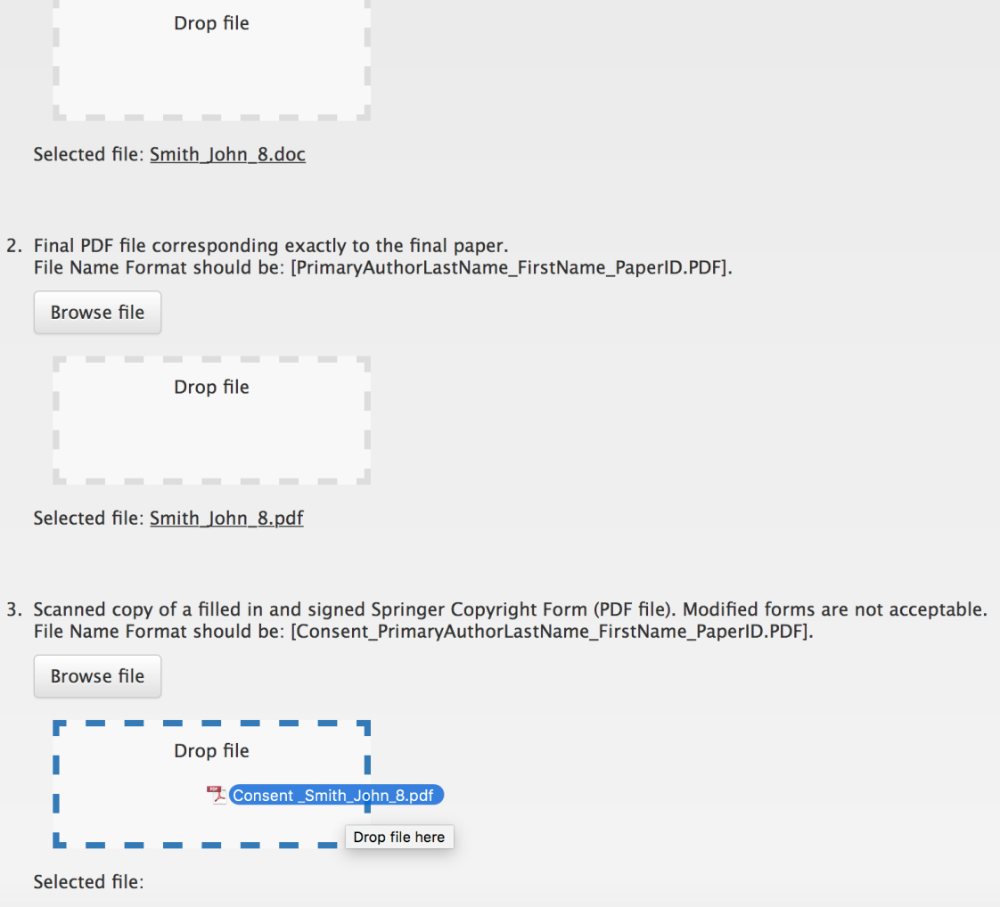 Drop file
Selected file: Smith_John_8.doc
2. Final PDF file corresponding exactly to the final paper.
File Name Format should be: [PrimaryAuthorLastName_FirstName_PaperID.PDF].
Browse file
Drop file
Selected file: Smith_John_8.pdf
3. Scanned copy of a filled in and signed Springer Copyright Form (PDF file). Modified forms are not acceptable.
File Name Format should be: [Consent_PrimaryAuthorLastName_FirstName_PaperID.PDF].
Browse file
Drop file
PDF Consent _Smith_John_8.pdf
Drop file here
Selected file: